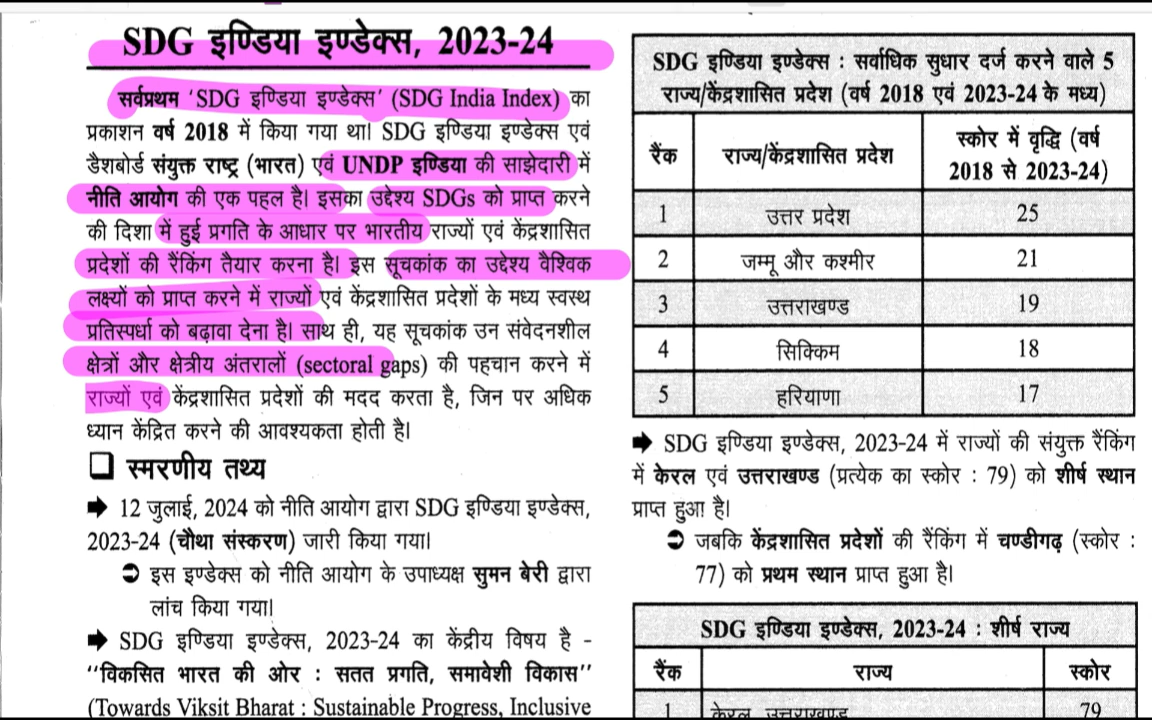 SDG इण्डिया इण्डेक्स, 2023-24
सर्वप्रथम 'SDG इण्डिया इण्डेक्स' (SDG India Index) का
प्रकाशन वर्ष 2018 में किया गया था। SDG इण्डिया इण्डेक्स एवं
डैशबोर्ड संयुक्त राष्ट्र (भारत) एवं UNDP इण्डिया की साझेदारी में
नीति आयोग की एक पहल है। इसका उद्देश्य SDGs को प्राप्त करने
की दिशा में हुई प्रगति के आधार पर भारतीय राज्यों एवं केंद्रशासित
प्रदेशों की रैंकिंग तैयार करना है। इस सूचकांक का उद्देश्य वैश्विक
लक्ष्यों को प्राप्त करने में राज्यों एवं केंद्रशासित प्रदेशों के मध्य स्वस्थ
प्रतिस्पर्धा को बढ़ावा देना है। साथ ही, यह सूचकांक उन संवेदनशील
क्षेत्रों और क्षेत्रीय अंतरालों (sectoral gaps) की पहचान करने में
राज्यों एवं केंद्रशासित प्रदेशों की मदद करता है, जिन पर अधिक
ध्यान केंद्रित करने की आवश्यकता होती है।
❑ स्मरणीय तथ्य
➡ 12 जुलाई, 2024 को नीति आयोग द्वारा SDG इण्डिया इण्डेक्स,
2023-24 (चौथा संस्करण) जारी किया गया।
➲ इस इण्डेक्स को नीति आयोग के उपाध्यक्ष सुमन बेरी द्वारा
लांच किया गया।
➡ SDG इण्डिया इण्डेक्स, 2023-24 का केंद्रीय विषय है -
''विकसित भारत की ओर : सतत प्रगति, समावेशी विकास''
(Towards Viksit Bharat : Sustainable Progress, Inclusive
SDG इण्डिया इण्डेक्स : सर्वाधिक सुधार दर्ज करने वाले 5
राज्य/केंद्रशासित प्रदेश (वर्ष 2018 एवं 2023-24 के मध्य)
रैंक राज्य/केंद्रशासित प्रदेश स्कोर में वृद्धि (वर्ष
2018 से 2023-24)
1 उत्तर प्रदेश 25
2 जम्मू और कश्मीर 21
3 उत्तराखण्ड 19
4 सिक्किम 18
5 हरियाणा 17
➡ SDG इण्डिया इण्डेक्स, 2023-24 में राज्यों की संयुक्त रैंकिंग
में केरल एवं उत्तराखण्ड (प्रत्येक का स्कोर : 79) को शीर्ष स्थान
प्राप्त हुआ है।
➲ जबकि केंद्रशासित प्रदेशों की रैंकिंग में चण्डीगढ़ (स्कोर :
77) को प्रथम स्थान प्राप्त हुआ है।
SDG इण्डिया इण्डेक्स, 2023-24 : शीर्ष राज्य
रैंक राज्य स्कोर
1 केरल, उत्तराखण्ड 79